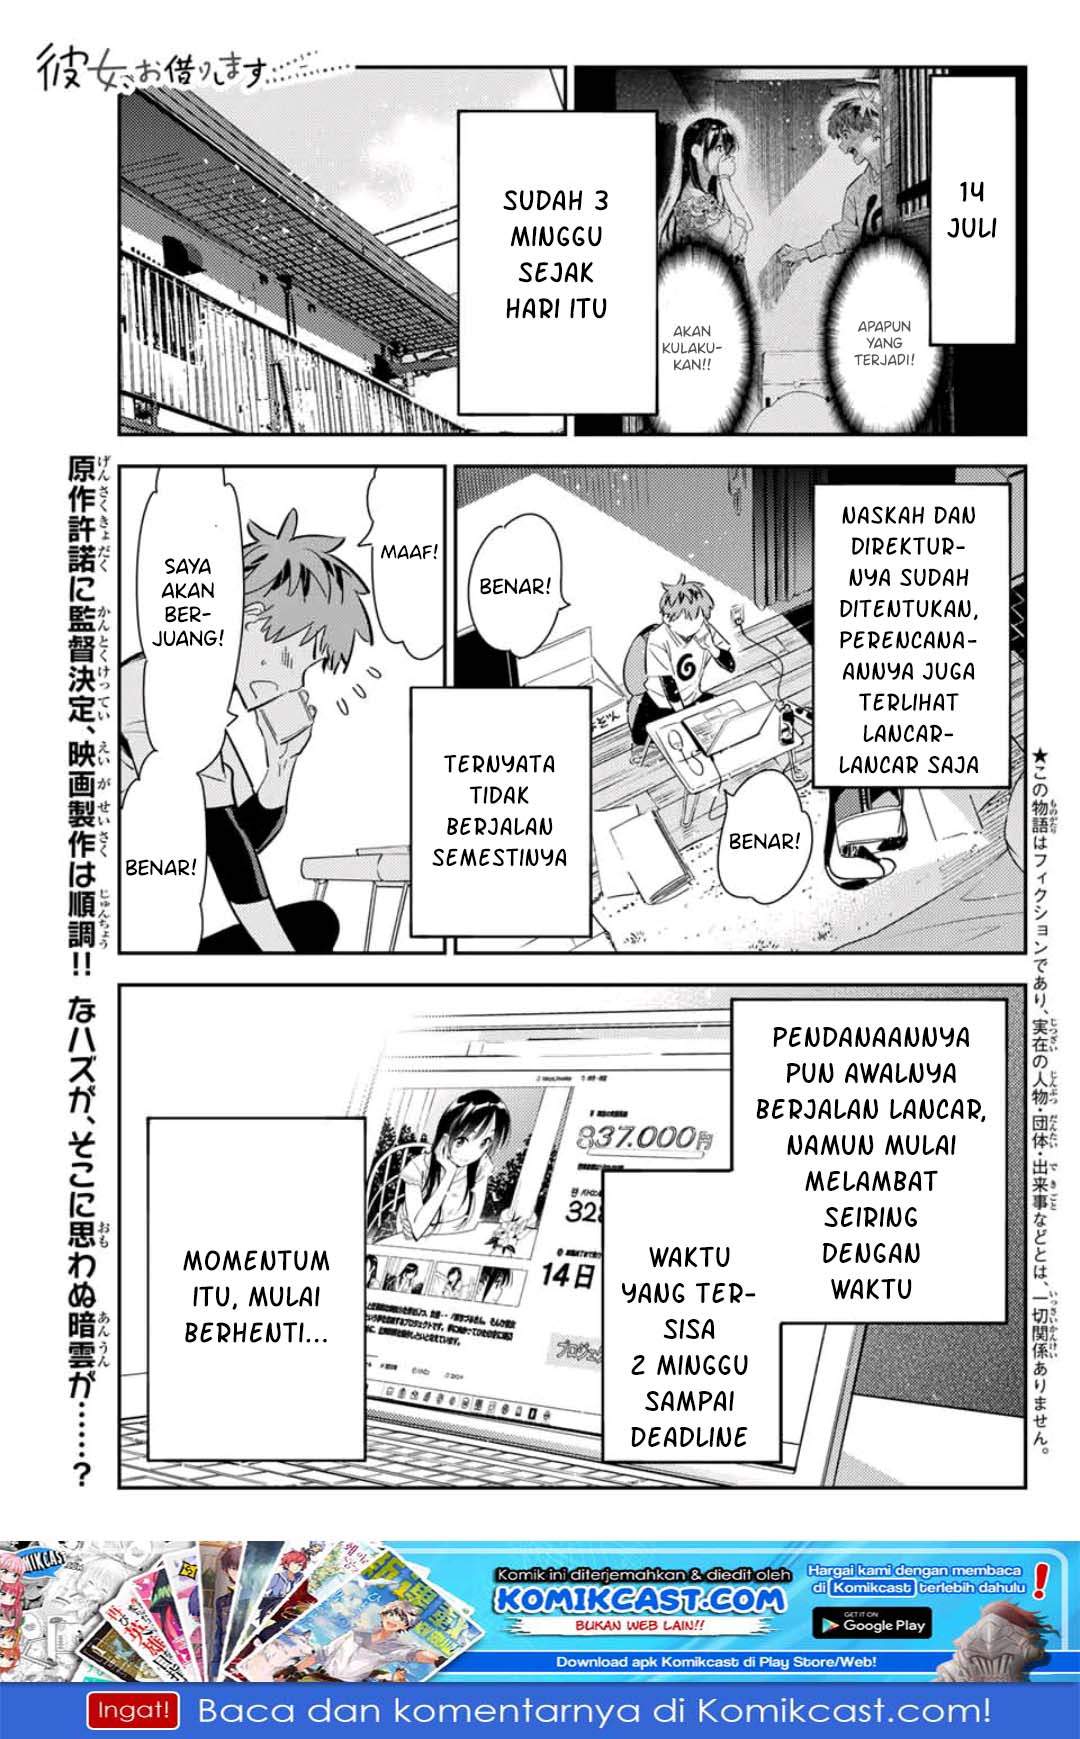 彼女、お借りします
14
JULI
APAPUN
YANG
TERJADI!
AKAN
KULAKU-
KAN!!
SUDAH 3
MINGGU
SEJAK
HARI ITU
NASKAH DAN
DIREKTUR-
NYA SUDAH
DITENTUKAN,
PERENCANA-
ANNYA JUGA
TERLIHAT
LANCAR-
LANCAR SAJA
BENAR!
BENAR!
TERNYATA
TIDAK
BERJALAN
SEMESTINYA
MAAF!
SAYA
AKAN
BER-
JUANG!
BENAR!
PENDANAANNYA
PUN AWALNYA
BERJALAN LANCAR,
NAMUN MULAI
MELAMBAT
SEIRING
DENGAN
WAKTU
WAKTU
YANG TER-
SISA
2 MINGGU
SAMPAI
DEADLINE
837.000円
328
14日
MOMENTUM
ITU, MULAI
BERHENTI...
★この物語はフィクションであり、実在の人物・団体・出来事などとは、一切関係ありません。
原作許諾に監督決定、映画製作は順調!! なハズが、そこに思わぬ暗雲が……?
Komik ini diterjemahkan & diedit oleh
KOMIKCAST.COM
BUKAN WEB LAIN!!
Hargai kami dengan membaca
di Komikcast terlebih dahulu
!
GET IT ON
Google Play
Download apk Komikcast di Play Store/Web!
Ingat! Baca dan komentarnya di Komikcast.com!